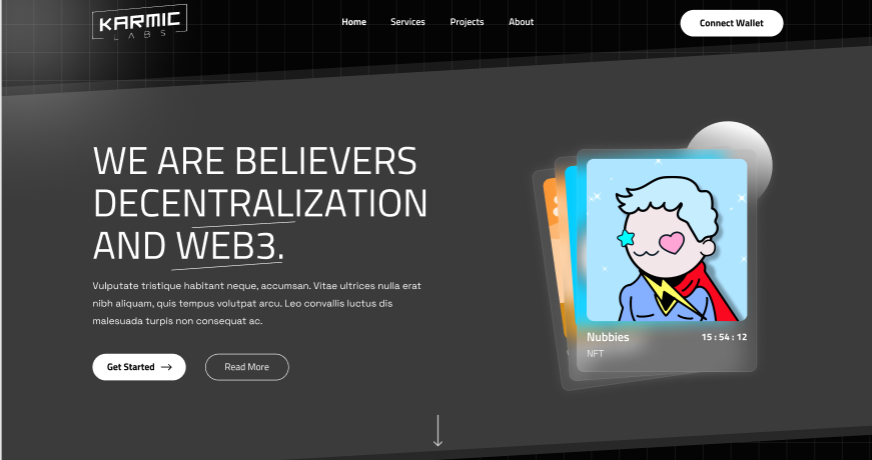 KARMIC
LABS
Home
Services
Projects
About
Connect Wallet
WE ARE BELIEVERS
DECENTRALIZATION
AND WEB3.
Vulputate tristique habitant neque, accumsan. Vitae ultrices nulla erat
nibh aliquam, quis tempus volutpat arcu. Leo convallis luctus dis
malesuada turpis non consequat ac.
Get Started
Read More
Nubbies
15 : 54 : 12
NFT